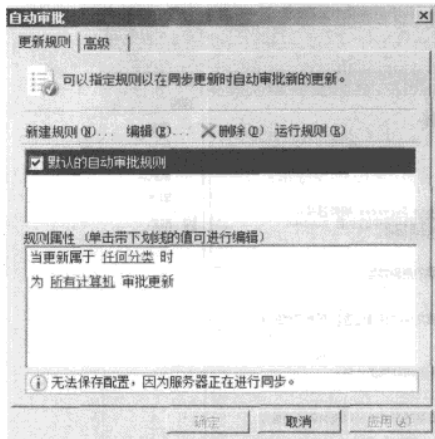 自动审批
更新规则 高级
可以指定规则以在同步更新时自动审批新的更新。
新建规则(N)... 编辑(E)... 删除(D) 运行规则(R)
默认的自动审批规则
规则属性 (单击带下划线的值可进行编辑)
当更新属于 任何分类 时
为 所有计算机 审批更新
无法保存配置，因为服务器正在进行同步。
确定 取消 应用(A)